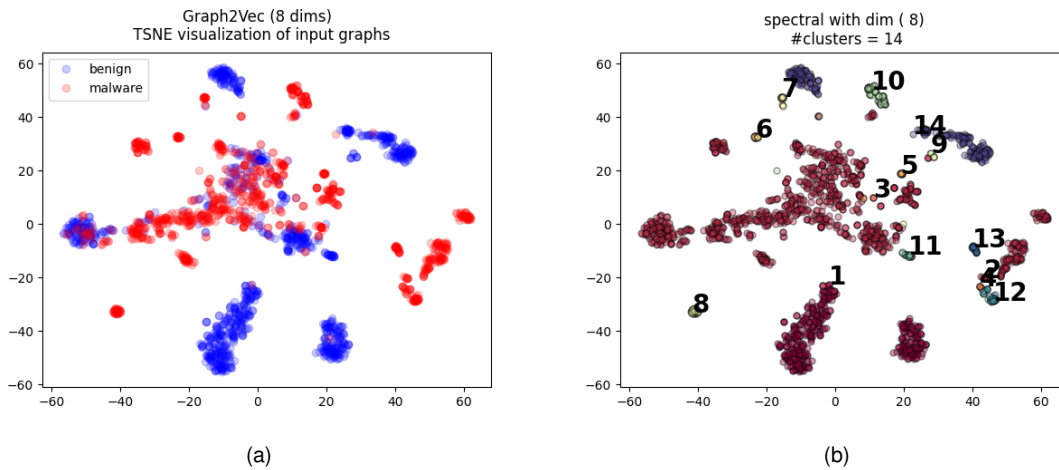 Graph2Vec (8 dims)
TSNE visualization of input graphs
benign
malware
60
40
20
0
−20
−40
−60
−60 −40 −20 0 20 40 60
(a)
spectral with dim ( 8)
#clusters = 14
60
40
20
0
−20
−40
−60
7
10
6
14
9
5
3
11
13
2
4
12
1
8
−60 −40 −20 0 20 40 60
(b)